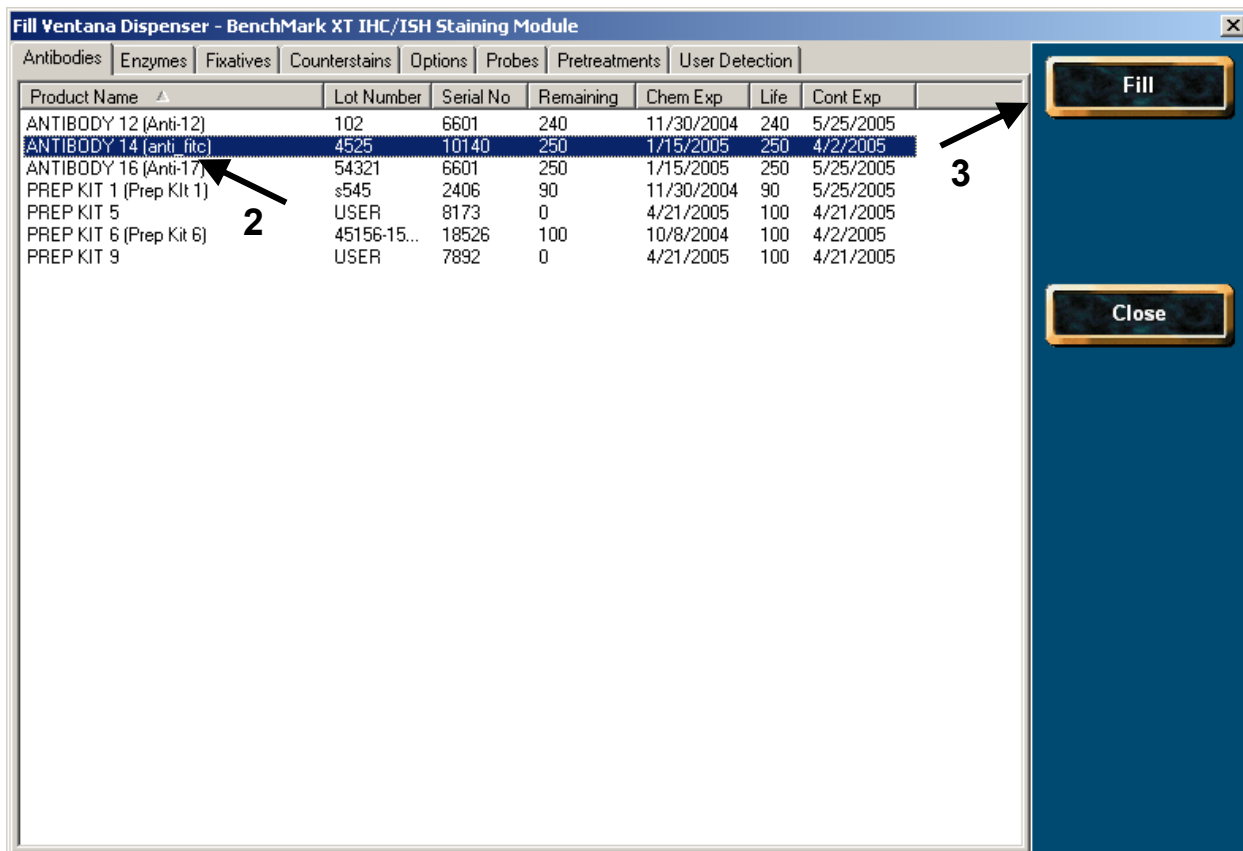 Fill Ventana Dispenser - BenchMark XT IHC/ISH Staining Module
Antibodies Enzymes Fixatives Counterstains Options Probes Pretreatments User Detection
Product Name Lot Number Serial No Remaining Chem Exp Life Cont Exp
ANTIBODY 12 (Anti-12) 102 6601 240 11/30/2004 240 5/25/2005
ANTIBODY 14 (anti_fitc) 4525 10140 250 1/15/2005 250 4/2/2005
ANTIBODY 16 (Anti-17) 54321 6601 250 1/15/2005 250 5/25/2005
PREP KIT 1 (Prep KIt 1) s545 2406 90 11/30/2004 90 5/25/2005
PREP KIT 5 USER 8173 0 4/21/2005 100 4/21/2005
PREP KIT 6 (Prep Kit 6) 45156-15... 18526 100 10/8/2004 100 4/2/2005
PREP KIT 9 USER 7892 0 4/21/2005 100 4/21/2005
2
3
Fill
Close